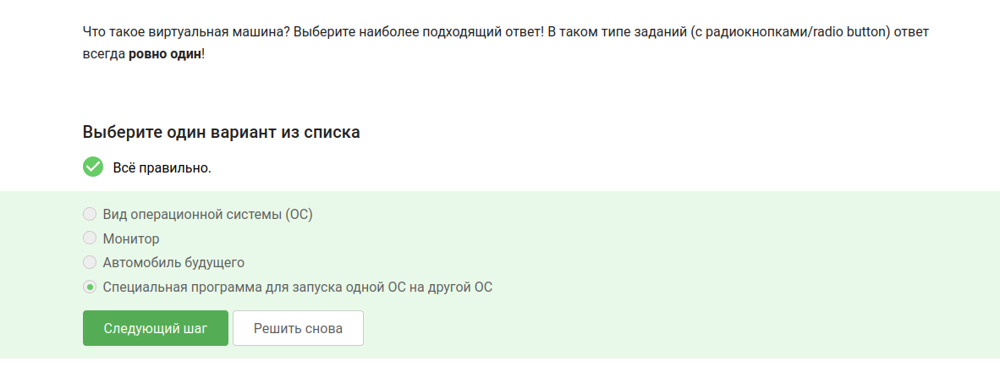 Что такое виртуальная машина? Выберите наиболее подходящий ответ! В таком типе заданий (с радиокнопками/radio button) ответ
всегда ровно один!
Выберите один вариант из списка
Всё правильно.
Вид операционной системы (ОС)
Монитор
Автомобиль будущего
Специальная программа для запуска одной ОС на другой ОС
Следующий шаг
Решить снова